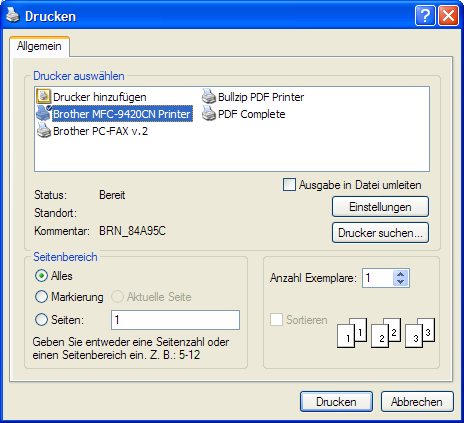 Drucken
Allgemein
Drucker auswählen
Drucker hinzufügen
Bullzip PDF Printer
Brother MFC-9420CN Printer
PDF Complete
Brother PC-FAX v.2
Status: Bereit
Ausgabe in Datei umleiten
Standort:
Einstellungen
Kommentar: BRN_84A95C
Drucker suchen...
Seitenbereich
Alles
Markierung
Aktuelle Seite
Seiten: 1
Geben Sie entweder eine Seitenzahl oder
einen Seitenbereich ein. Z. B.: 5-12
Anzahl Exemplare: 1
Sortieren
1 1 2 2 3 3
Drucken
Abbrechen